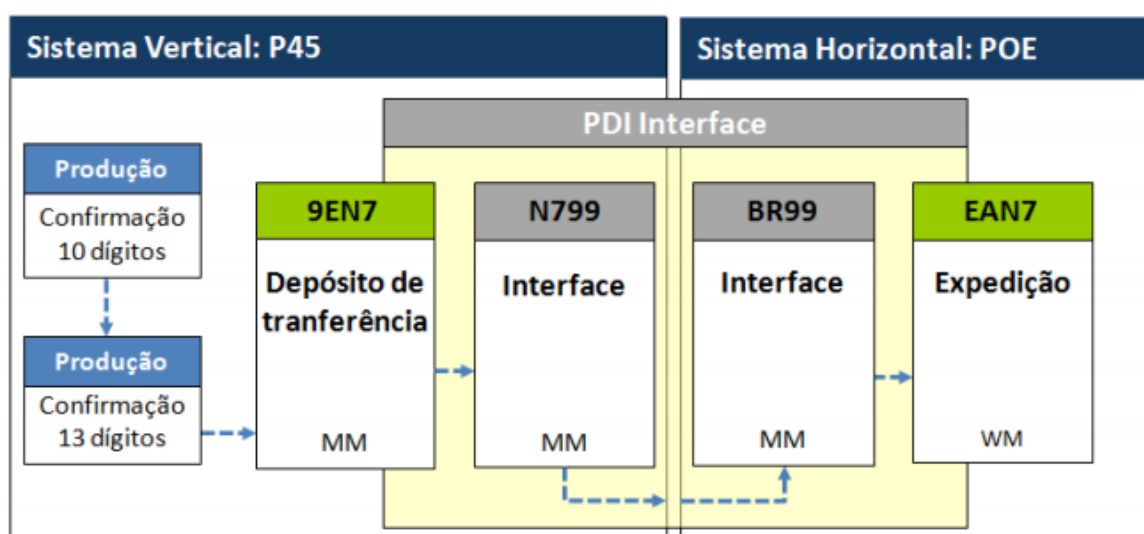 Sistema Vertical: P45
Sistema Horizontal: POE
PDI Interface
Produção
Confirmação
10 dígitos
Produção
Confirmação
13 dígitos
9EN7
Depósito de
tranferência
MM
N799
Interface
MM
BR99
Interface
MM
EAN7
Expedição
WM